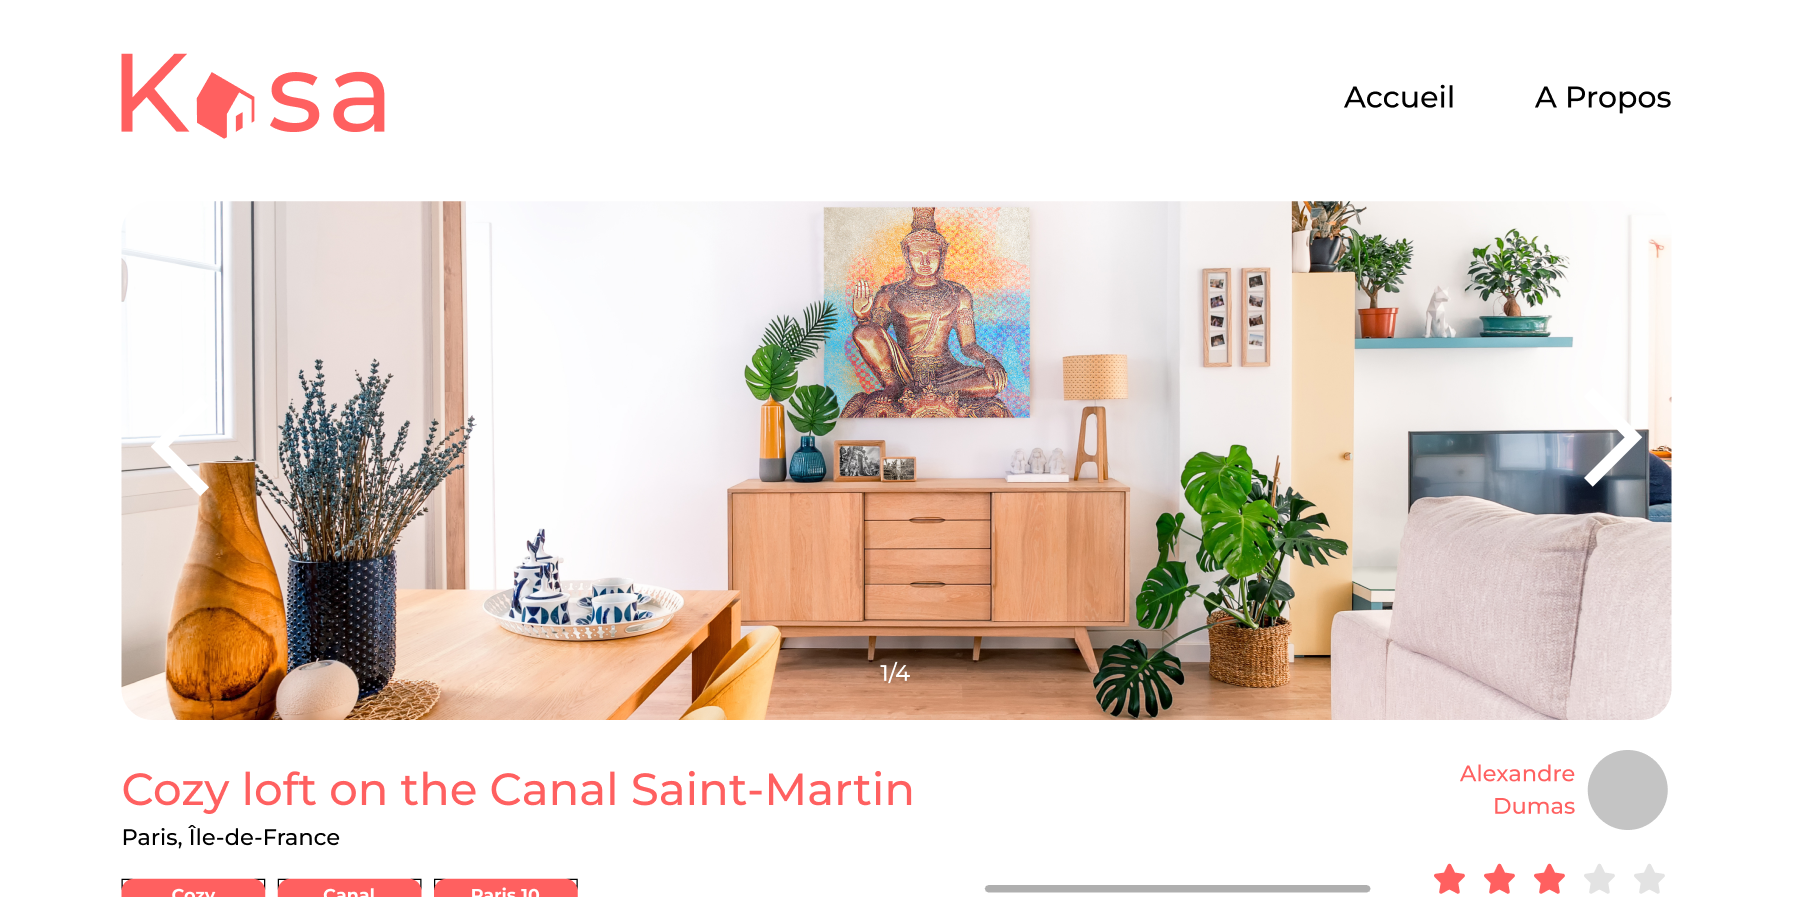 Kasa
Accueil
A Propos
1/4
Cozy loft on the Canal Saint-Martin
Paris, Île-de-France
Alexandre
Dumas
Cozy
Canal
Paris 10